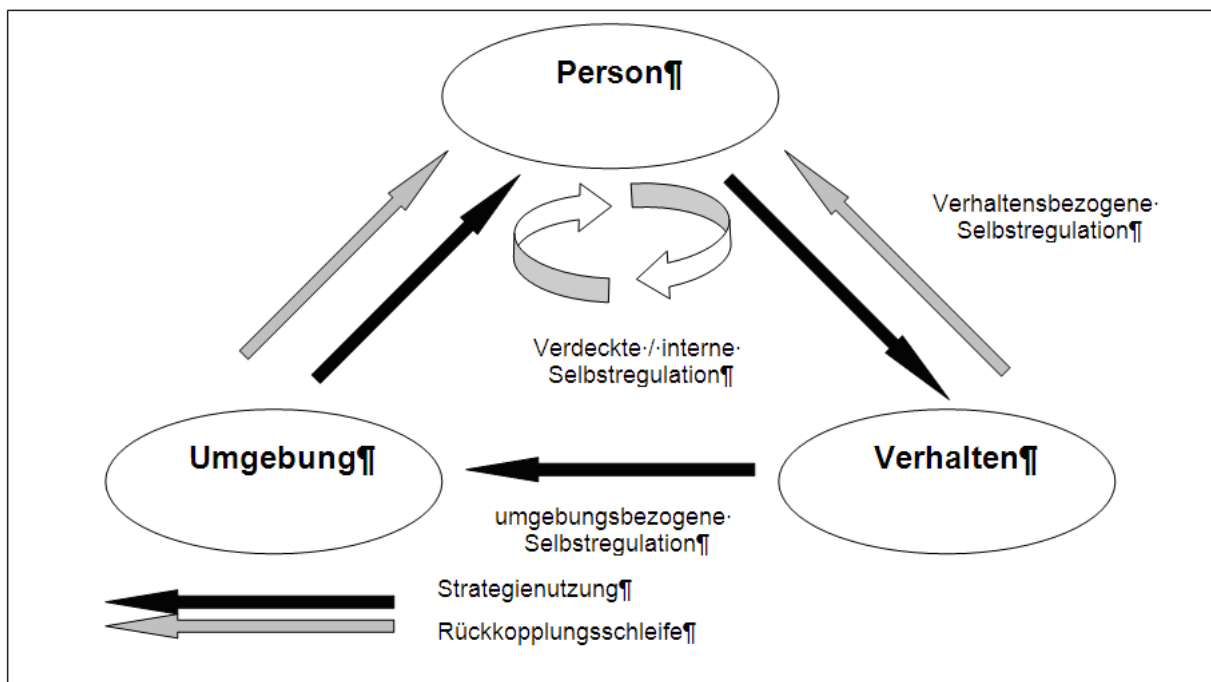 Person¶
Verhaltensbezogene·
Selbstregulation¶
Verdeckte·/·interne·
Selbstregulation¶
Umgebung¶
Verhalten¶
umgebungsbezogene·
Selbstregulation¶
Strategienutzung¶
Rückkopplungsschleife¶